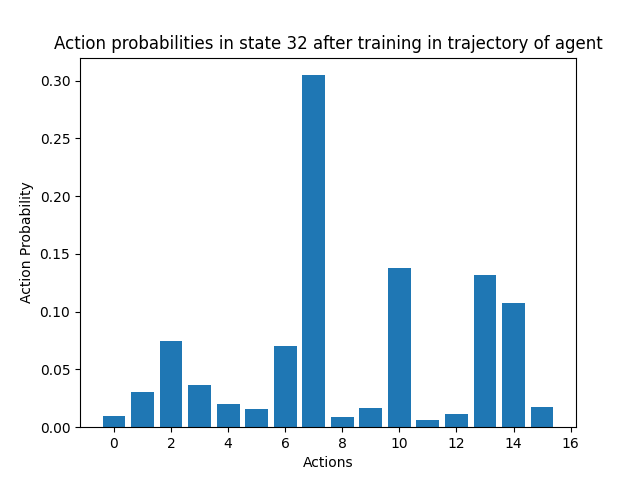 Action probabilities in state 32 after training in trajectory of agent
0.30
0.25
0.20
0.15
0.10
0.05
0.00
Action Probability
0 2 4 6 8 10 12 14 16
Actions